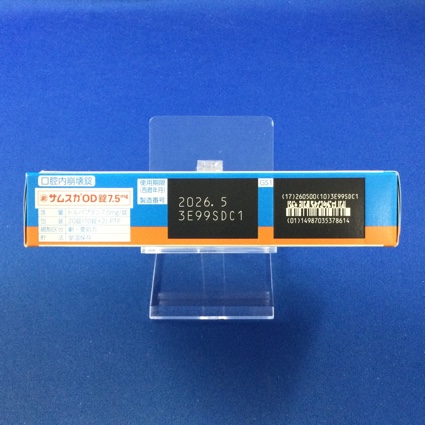 口腔内崩壊錠
サムスカOD錠7.5mg
使用期限
(西暦年月)
製造番号
2026.5
3E99SDC1
GS1
(17)260500(10)3E99SDC1
(01)14987035378614